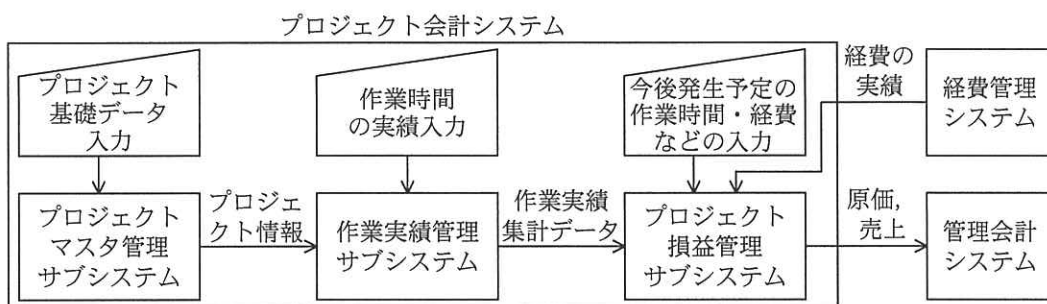 プロジェクト会計システム
プロジェクト
基礎データ
入力
作業時間
の実績入力
今後発生予定の
作業時間・経費
などの入力
経費の
実績
経費管理
システム
プロジェクト
マスタ管理
サブシステム
プロジェ
クト情報
作業実績管理
サブシステム
作業実績
集計データ
プロジェクト
損益管理
サブシステム
原価,
売上
管理会計
システム